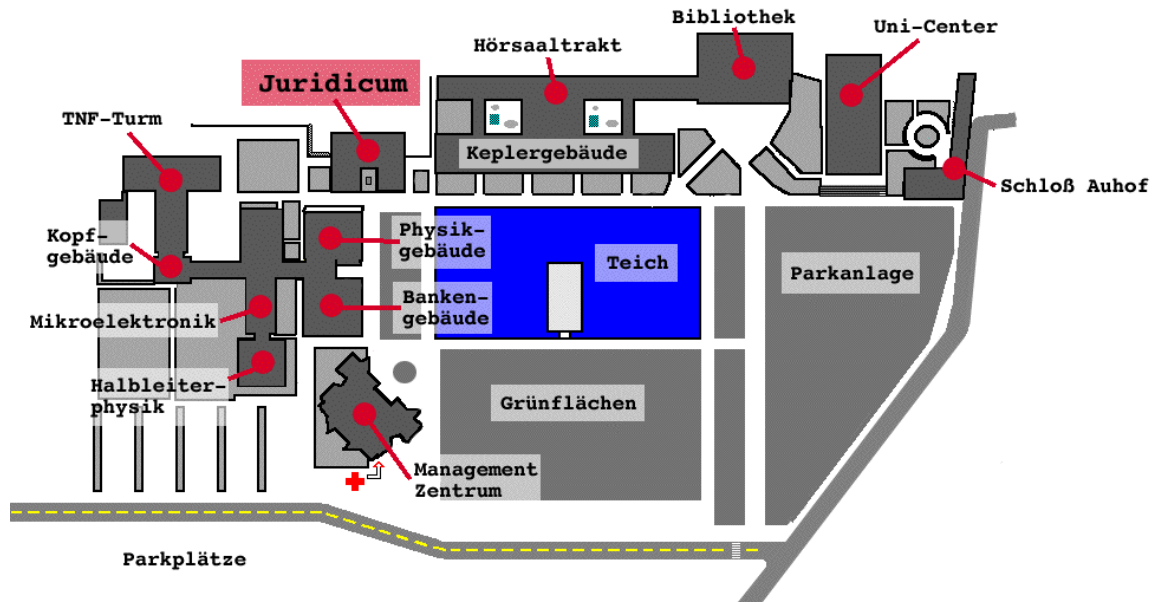 Bibliothek
Uni-Center
Hörsaaltrakt
Juridicum
TNF-Turm
Keplergebäude
Schloß Auhof
Kopf-
gebäude
Physik-
gebäude
Teich
Parkanlage
Banken-
gebäude
Mikroelektronik
Halbleiter-
physik
Grünflächen
Management
Zentrum
Parkplätze